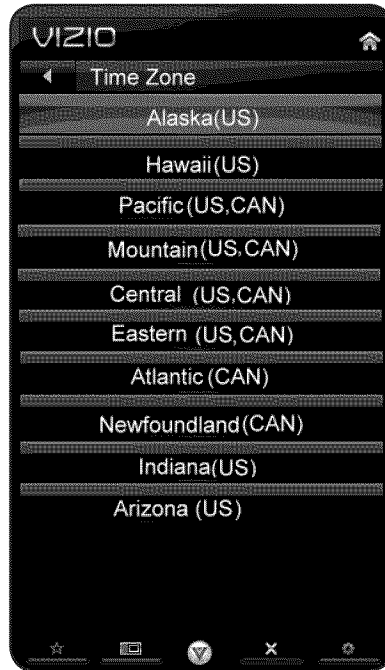 VIZIO
Time Zone
Alaska(US)
Hawaii(US)
Pacific(US,CAN)
Mountain(US,CAN)
Central (US,CAN)
Eastern (US,CAN)
Atlantic(CAN)
Newfoundland(CAN)
Indiana(US)
Arizona (US)